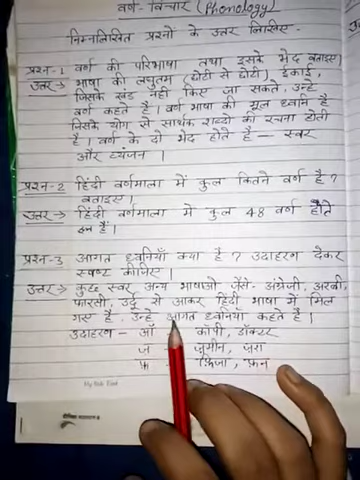 वर्ण - विचार (Phonology)
निम्नलिखित प्रश्नों के उत्तर लिखिए -
प्रश्न-1 वर्ण की परिभाषा तथा इसके भेद बताइए।
उत्तर → भाषा की लघुतम (छोटी से छोटी) ईकाई,
जिसके खंड नहीं किए जा सकते, उन्हें
वर्ण कहते है। वर्ण भाषा की मूल ध्वनि है
जिसके योग से सार्थक शब्दों की रचना होती
है। वर्ण के दो भेद होते है — स्वर
और व्यंजन।
प्रश्न-2 हिंदी वर्णमाला में कुल कितने वर्ण है?
बताइए।
उत्तर → हिंदी वर्णमाला में कुल 48 वर्ण होते
हैं।
प्रश्न-3 आगत ध्वनियाँ क्या है? उदाहरण देकर
स्पष्ट कीजिए।
उत्तर → कुछ स्वर अन्य भाषाओं जैसे- अंग्रेजी, अरबी,
फारसी, उर्दू से आकर हिंदी भाषा में मिल
गए है, उन्हें आगत ध्वनियाँ कहते है।
उदाहरण - ऑ - कॉपी, डॉक्टर
ज़ - ज़मीन, ज़रा
फ़ - फ़िजा, फ़न